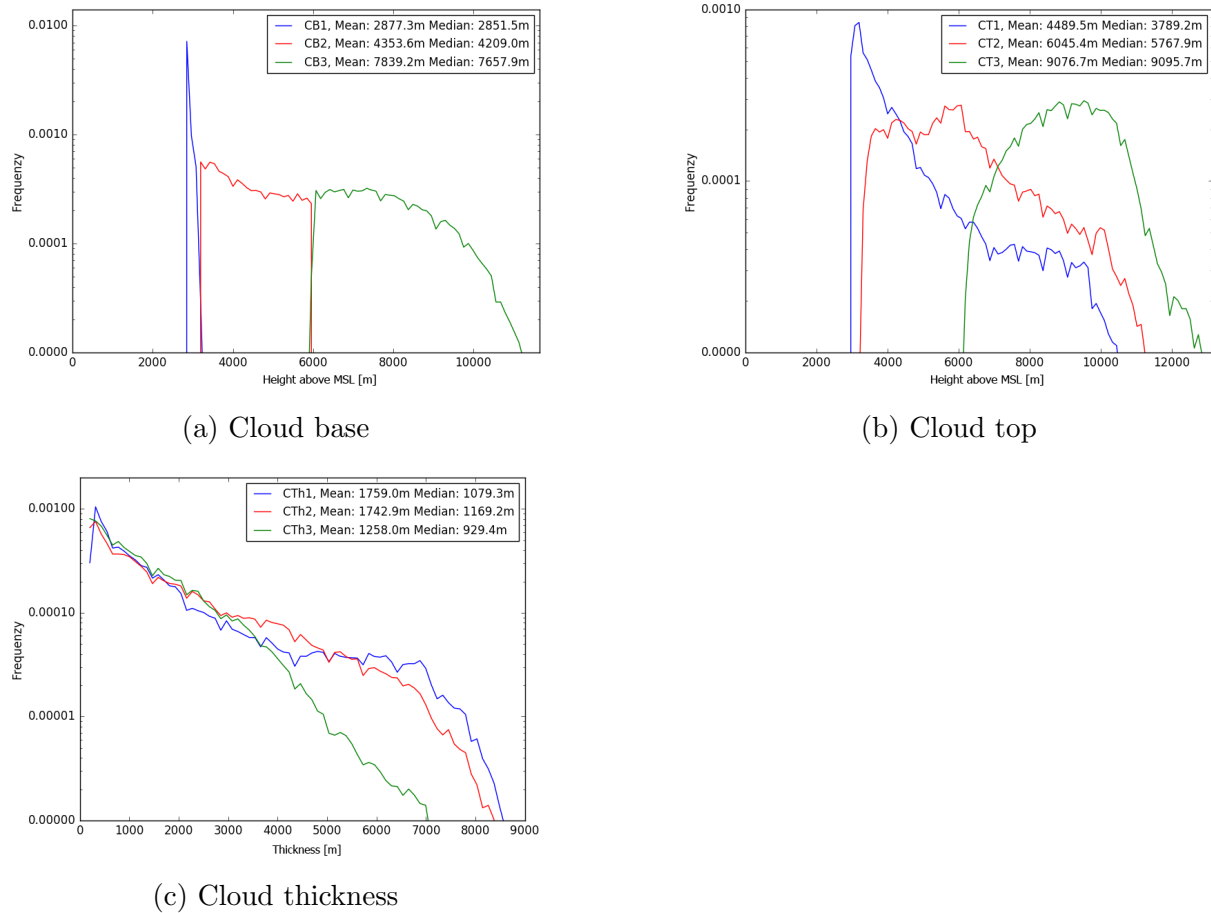 0.0100
0.0010
0.0001
0.0000
Frequenzy
CB1, Mean: 2877.3m Median: 2851.5m
CB2, Mean: 4353.6m Median: 4209.0m
CB3, Mean: 7839.2m Median: 7657.9m
0 2000 4000 6000 8000 10000
Height above MSL [m]
(a) Cloud base
0.0010
0.0001
0.0000
Frequenzy
CT1, Mean: 4489.5m Median: 3789.2m
CT2, Mean: 6045.4m Median: 5767.9m
CT3, Mean: 9076.7m Median: 9095.7m
0 2000 4000 6000 8000 10000 12000
Height above MSL [m]
(b) Cloud top
0.00100
0.00010
0.00001
0.00000
Frequenzy
CTh1, Mean: 1759.0m Median: 1079.3m
CTh2, Mean: 1742.9m Median: 1169.2m
CTh3, Mean: 1258.0m Median: 929.4m
0 1000 2000 3000 4000 5000 6000 7000 8000 9000
Thickness [m]
(c) Cloud thickness